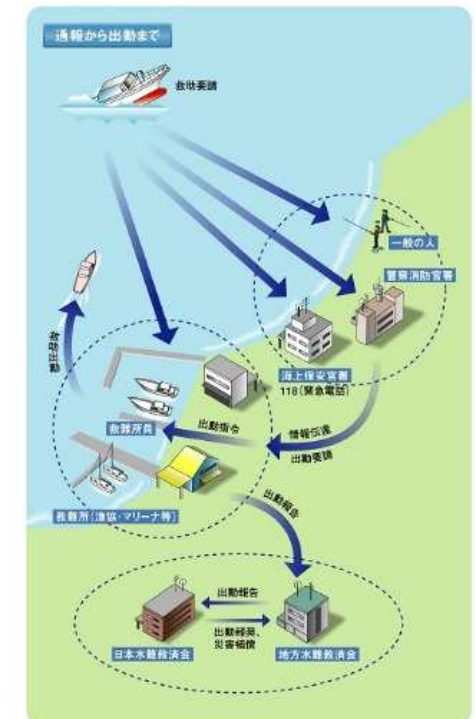 通報から出動まで
救助要請
一般の人
警察消防官署
海上保安官署
118(緊急電話)
救助出動
救難所員
出動指令
情報伝達
出動要請
救難所(漁協・マリーナ等)
出動報告
出動報告
出動報奨、
災害補償
日本水難救済会
地方水難救済会